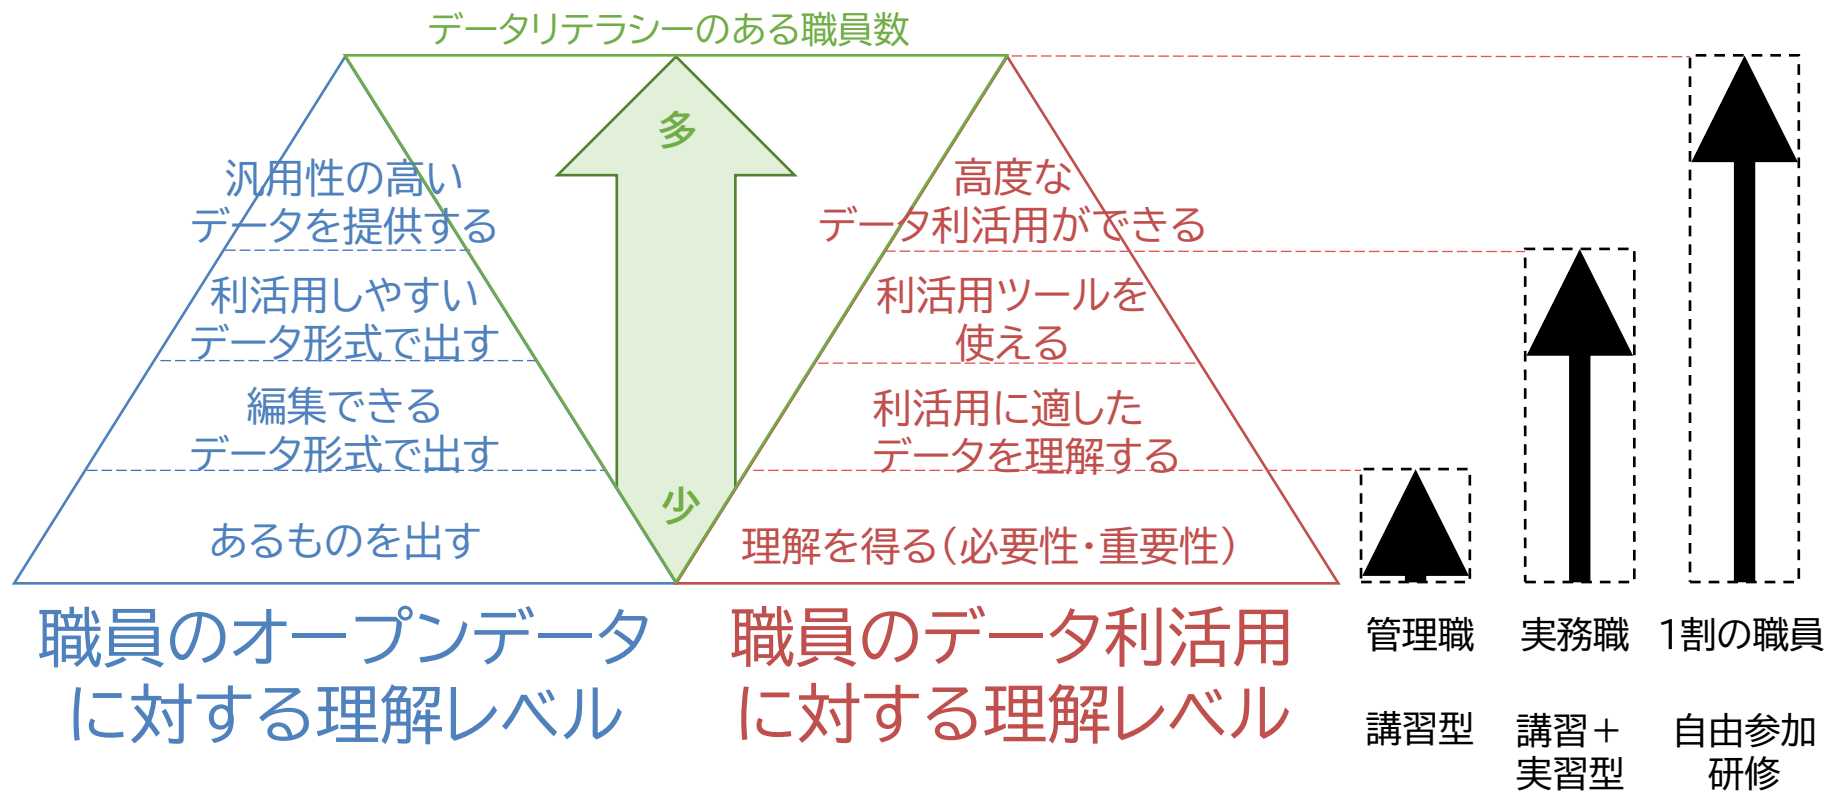 データリテラシーのある職員数
多
少
汎用性の高い
データを提供する
利活用しやすい
データ形式で出す
編集できる
データ形式で出す
あるものを出す
職員のオープンデータ
に対する理解レベル
高度な
データ利活用ができる
利活用ツールを
使える
利活用に適した
データを理解する
理解を得る(必要性・重要性)
職員のデータ利活用
に対する理解レベル
管理職
講習型
実務職
講習+
実習型
1割の職員
自由参加
研修